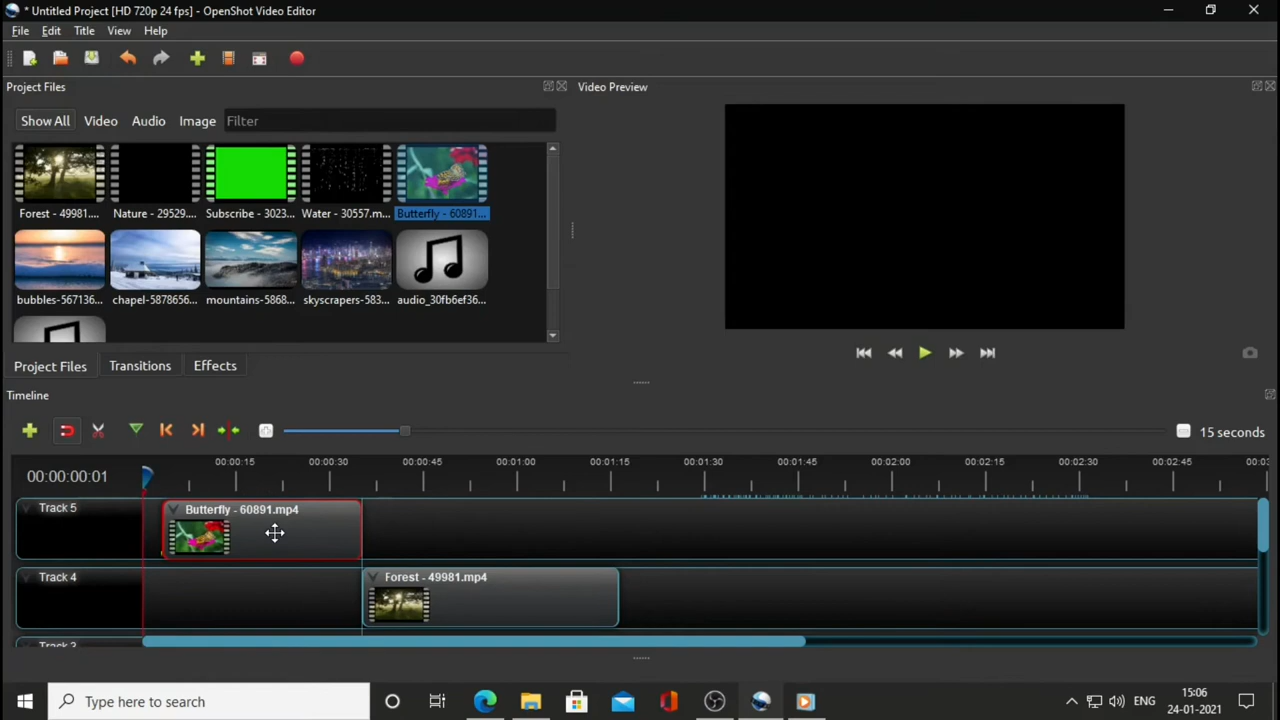 * Untitled Project [HD 720p 24 fps] - OpenShot Video Editor
File Edit Title View Help
Project Files
Video Preview
Show All Video Audio Image Filter
Forest - 49981....
Nature - 29529....
Subscribe - 3023...
Water - 30557.m...
Butterfly - 60891...
bubbles-567136...
chapel-5878656...
mountains-5868...
skyscrapers-583...
audio_30fb6ef36...
Project Files Transitions Effects
Timeline
15 seconds
00:00:00:01
00:00:15 00:00:30 00:00:45 00:01:00 00:01:15 00:01:30 00:01:45 00:02:00 00:02:15 00:02:30 00:02:45
Track 5
Butterfly - 60891.mp4
Track 4
Forest - 49981.mp4
Track 3
Type here to search
ENG
15:06
24-01-2021